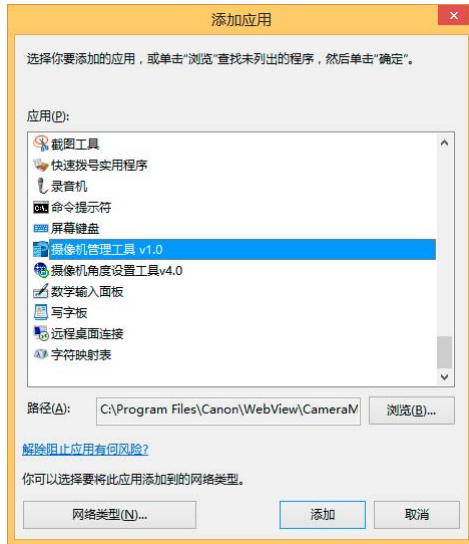 添加应用
选择你要添加的应用，或单击“浏览”查找未列出的程序，然后单击“确定”。
应用(P):
截图工具
快速拨号实用程序
录音机
命令提示符
屏幕键盘
摄像机管理工具 v1.0
摄像机角度设置工具v4.0
数学输入面板
写字板
远程桌面连接
字符映射表
路径(A): C:\Program Files\Canon\WebView\CameraM 浏览(B)...
解除阻止应用有何风险?
你可以选择要将此应用添加到的网络类型。
网络类型(N)... 添加 取消